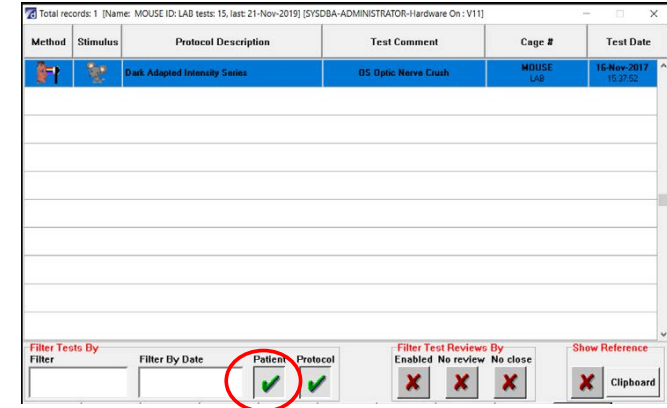 Total records: 1 [Name: MOUSE ID: LAB tests: 15, last: 21-Nov-2019] [SYSDBA-ADMINISTRATOR-Hardware On : V11]
Method Stimulus Protocol Description Test Comment Cage # Test Date
Dark Adapted Intensity Series OS Optic Nerve Crush MOUSE 16-Nov-2017
LAB 15:37:52
Filter Tests By Filter Test Reviews By Show Reference
Filter Filter By Date Patient Protocol Enabled No review No close
Clipboard